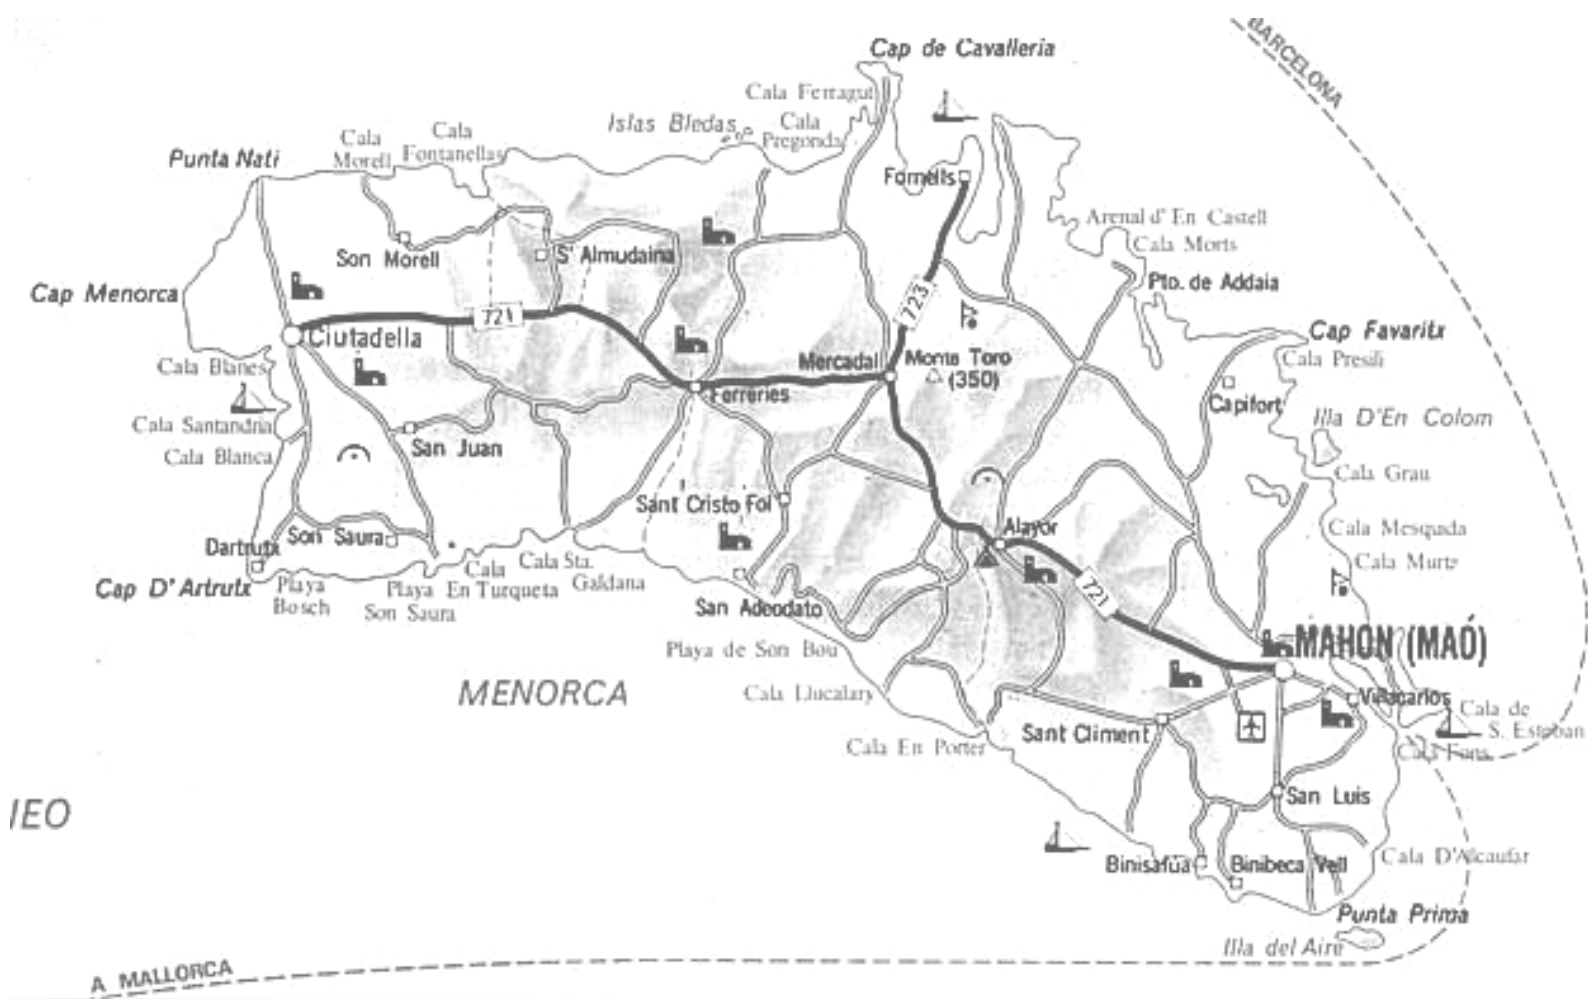 BARCELONA
Cap de Cavalleria
Cala Ferragut
Islas Bledas
Cala
Pregonda
Cala
Morell
Cala
Fontanellas
Punta Nati
Fornells
Arenal d' En Castell
Cala Morts
Son Morell
S' Almudaina
Pto. de Addaia
Cap Menorca
721
723
Ciutadella
Cap Favaritx
Cala Presili
Mercadal
Monte Toro
(350)
Cala Blanes
Ferreries
Capifort
Illa D'En Colom
Cala Santandria
San Juan
Cala Blanca
Cala Grau
Sant Cristo Fol
Alayor
Cala Mesquada
Son Saura
Dartrutx
Cala Murte
Cap D' Artrutx
Playa
Bosch
Playa
Son Saura
Cala
En Turqueta
Cala Sta.
Galdana
San Adeodato
721
MAHON (MAÓ)
Playa de Son Bou
MENORCA
Cala Llucalary
Villacarlos
Cala de
S. Esteban
Sant Climent
Cala En Porter
Cala Fons
IEO
San Luis
Binisafua
Binibeca Vell
Cala D'Alcaufar
Punta Prima
Illa del Aire
A MALLORCA